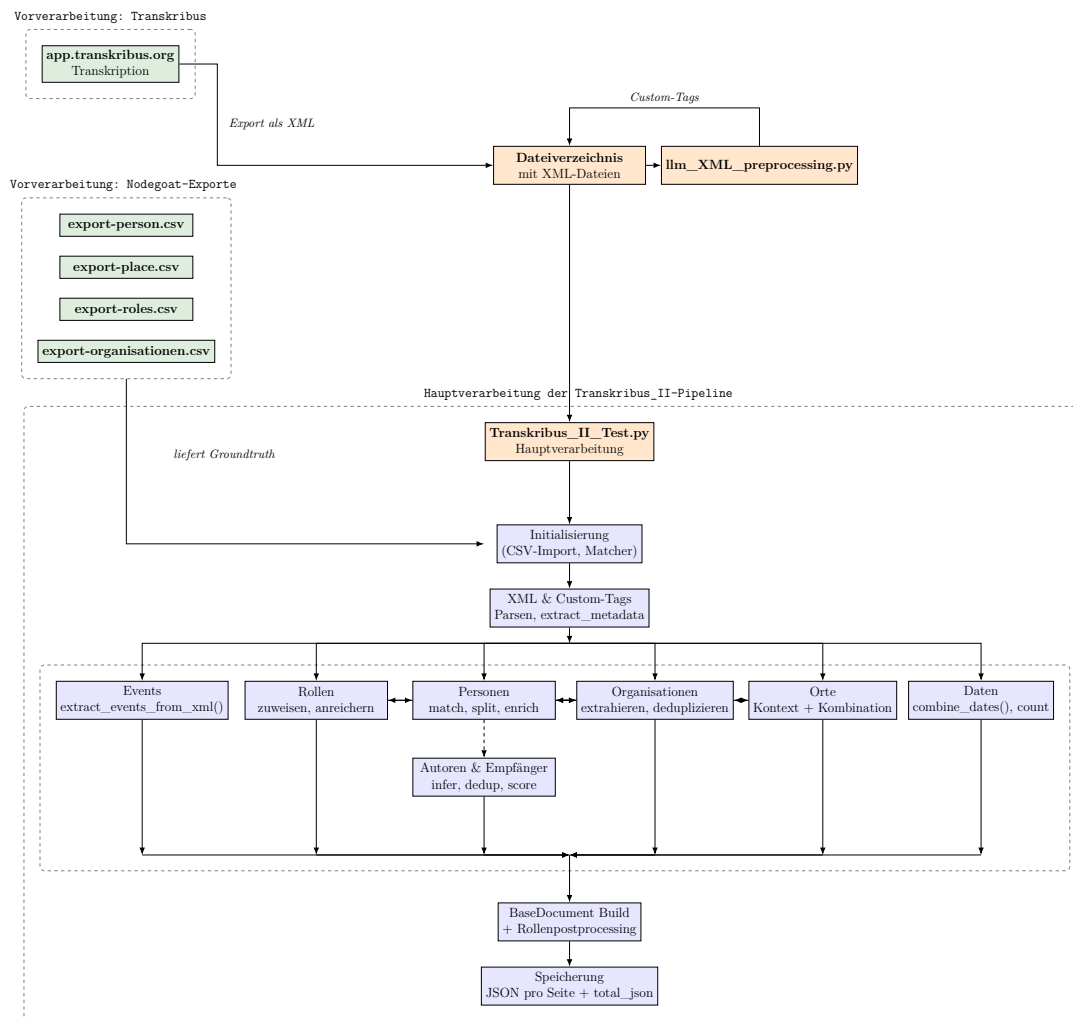 Vorverarbeitung: Transkribus
app.transkribus.org
Transkription
Export als XML
Custom-Tags
Dateiverzeichnis
mit XML-Dateien
llm_XML_preprocessing.py
Vorverarbeitung: Nodegoat-Exporte
export-person.csv
export-place.csv
export-roles.csv
export-organisationen.csv
liefert Groundtruth
Hauptverarbeitung der Transkribus_II-Pipeline
Transkribus_II_Test.py
Hauptverarbeitung
Initialisierung
(CSV-Import, Matcher)
XML & Custom-Tags
Parsen, extract_metadata
Events
extract_events_from_xml()
Rollen
zuweisen, anreichern
Personen
match, split, enrich
Organisationen
extrahieren, deduplizieren
Orte
Kontext + Kombination
Daten
combine_dates(), count
Autoren & Empfänger
infer, dedup, score
BaseDocument Build
+ Rollenpostprocessing
Speicherung
JSON pro Seite + total_json